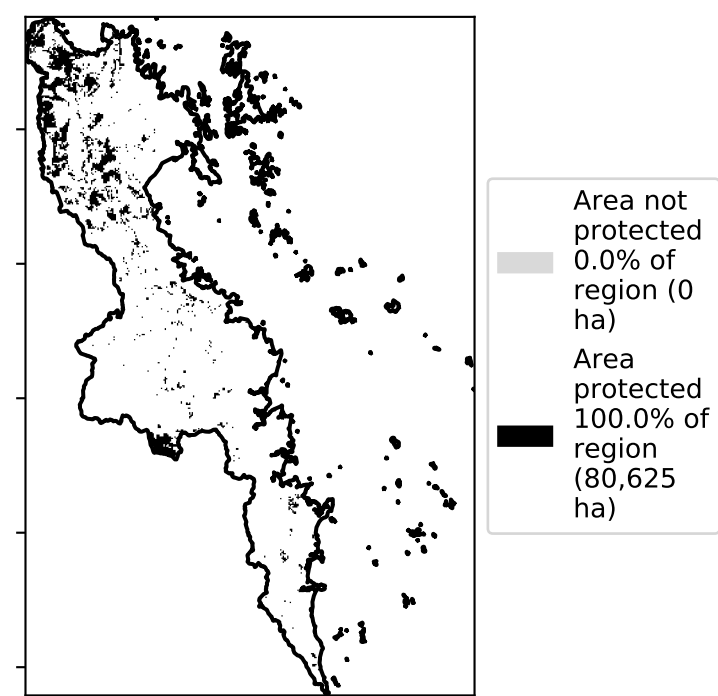 Area not
protected
0.0% of
region (0
ha)
Area
protected
100.0% of
region
(80,625
ha)